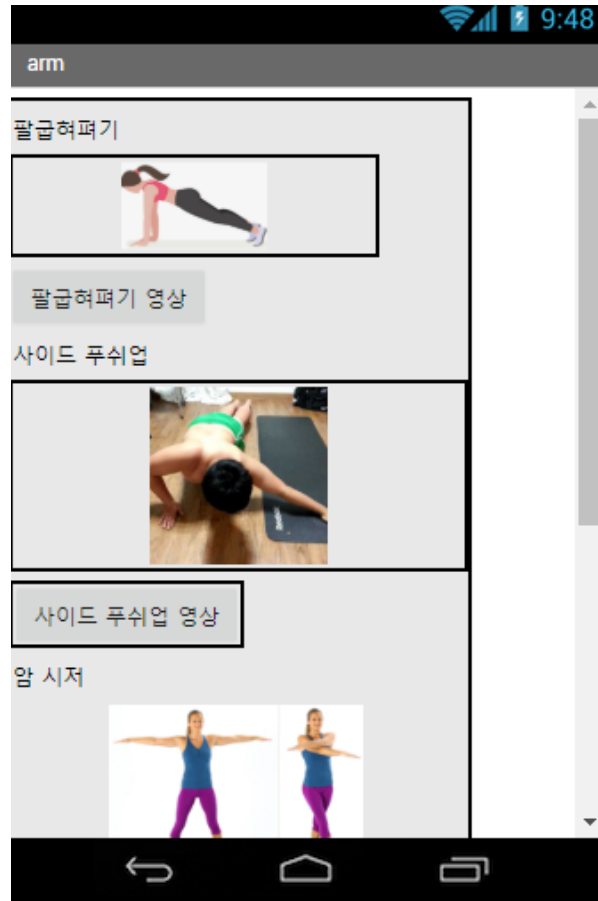 9:48
arm
팔굽혀펴기
팔굽혀펴기 영상
사이드 푸쉬업
사이드 푸쉬업 영상
암 시저